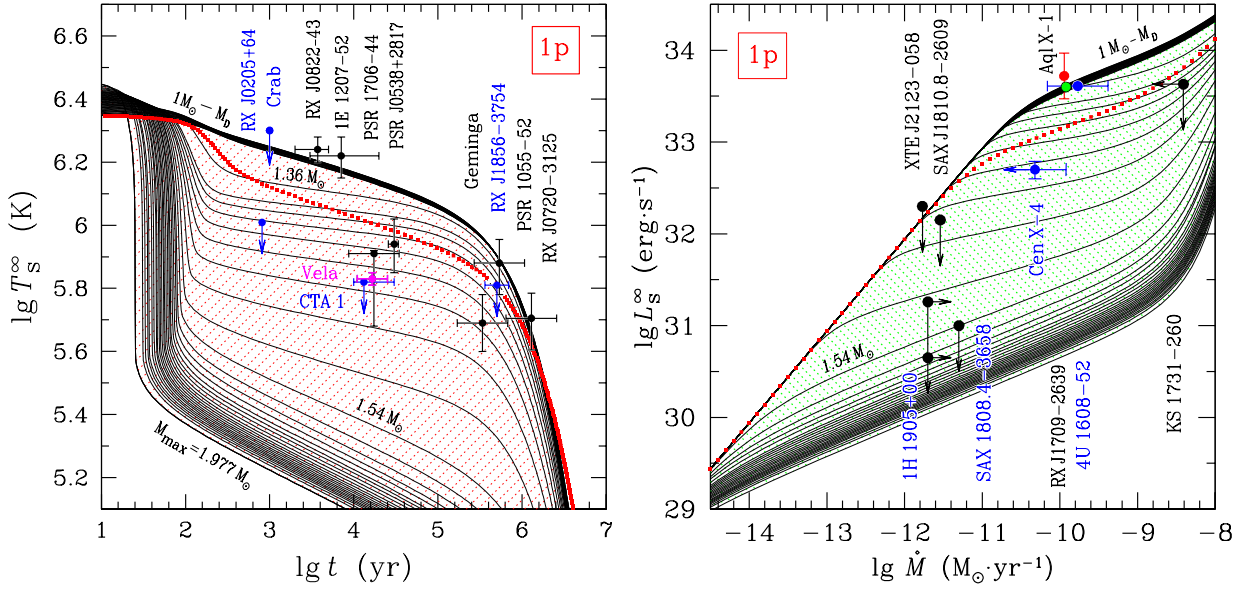 6.6
6.4
6.2
6
5.8
5.6
5.4
5.2
lg T_s^∞ (K)
1
2
3
4
5
6
7
lg t (yr)
1p
1 M_⊙ − M_D
1.36 M_⊙
1.54 M_⊙
M_max = 1.977 M_⊙
RX J0205+64
Crab
RX J0822-43
1E 1207-52
PSR 1706-44
PSR J0538+2817
Geminga
RX J1856-3754
PSR 1055-52
RX J0720-3125
Vela
CTA 1
34
33
32
31
30
29
lg L_s^∞ (erg·s⁻¹)
−14
−13
−12
−11
−10
−9
−8
lg Ṁ (M_⊙·yr⁻¹)
1p
1 M_⊙ − M_D
1.54 M_⊙
Aql X-1
XTEJ2123-058
SAX J1810.8-2609
Cen X-4
1H 1905+00
SAX 1808.4-3658
RX J1709-2639
4U 1608-52
KS 1731-260